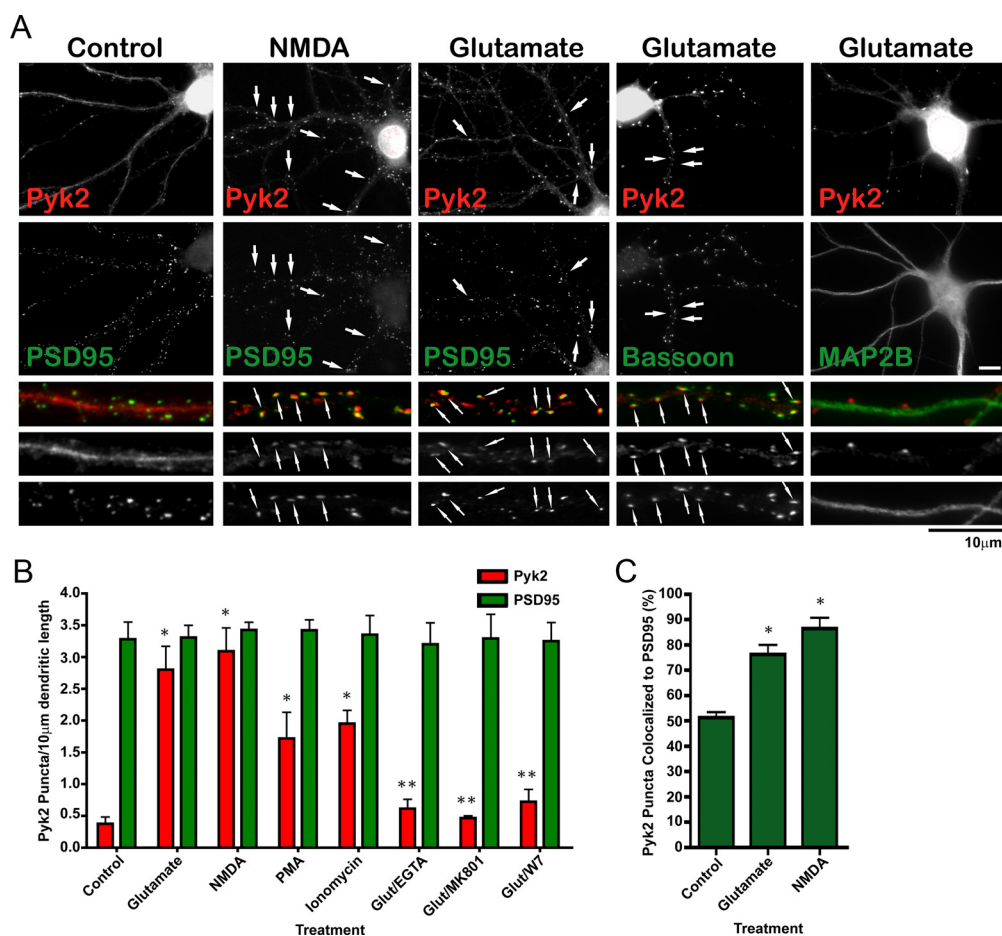 A
Control NMDA Glutamate Glutamate Glutamate
Pyk2 Pyk2 Pyk2 Pyk2 Pyk2
PSD95 PSD95 PSD95 Bassoon MAP2B
10μm
B
Pyk2
PSD95
Pyk2 Puncta/10μm dendritic length
4.0
3.5
3.0
2.5
2.0
1.5
1.0
0.5
0.0
* * * * ** ** **
Control Glutamate NMDA PMA Ionomycin Glut/EGTA Glut/MK801 Glut/W7
Treatment
C
Pyk2 Puncta Colocalized to PSD95 (%)
100
90
80
70
60
50
40
30
20
10
0
* *
Control Glutamate NMDA
Treatment